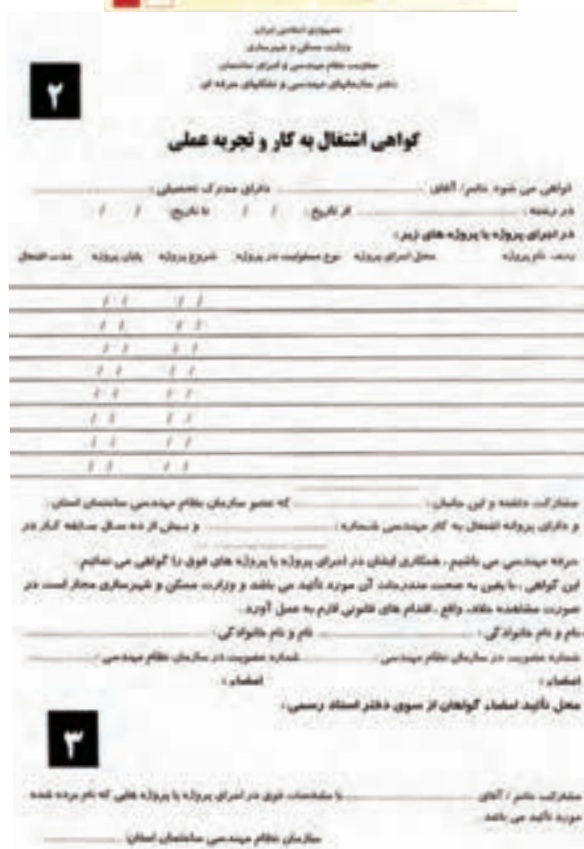 جمهوری اسلامی ایران
وزارت مسکن و شهرسازی
معاونت نظام مهندسی و اجرای ساختمان
دفتر سازمانهای مهندسی و تشکلهای حرفه ای
۲
گواهی اشتغال به کار و تجربه عملی
گواهی می شود خانم/ آقای : ............ دارای مدرک تحصیلی : ............
در رشته : ............ از تاریخ : / / تا تاریخ: / /
در اجرای پروژه یا پروژه های زیر:
ردیف نام پروژه محل اجرای پروژه نوع مسئولیت در پروژه شروع پروژه پایان پروژه مدت اشتغال
/ / / /
/ / / /
/ / / /
/ / / /
/ / / /
/ / / /
/ / / /
/ / / /
مشارکت داشته و این جانبان : ............ که عضو سازمان نظام مهندسی ساختمان استان :
و دارای پروانه اشتغال به کار مهندسی شماره : ............ و بیش از ده سال سابقه کار در
حرفه مهندسی می باشیم ، همکاری ایشان در اجرای پروژه یا پروژه های فوق را گواهی می نمائیم.
این گواهی ، با یقین به صحت مندرجات آن مورد تأئید می باشد و وزارت مسکن و شهرسازی مجاز است در
صورت مشاهده خلاف واقع ، اقدام های قانونی لازم به عمل آورد.
نام و نام خانوادگی : ............ نام و نام خانوادگی : ............
شماره عضویت در سازمان نظام مهندسی : ............ شماره عضویت در سازمان نظام مهندسی : ............
امضاء : امضاء :
محل تأئید امضاء گواهان از سوی دفتر اسناد رسمی :
۳
مشارکت خانم / آقای ............ با مشخصات فوق در اجرای پروژه یا پروژه هایی که نام برده شده
مورد تأئید می باشد.
سازمان نظام مهندسی ساختمان استان: ............